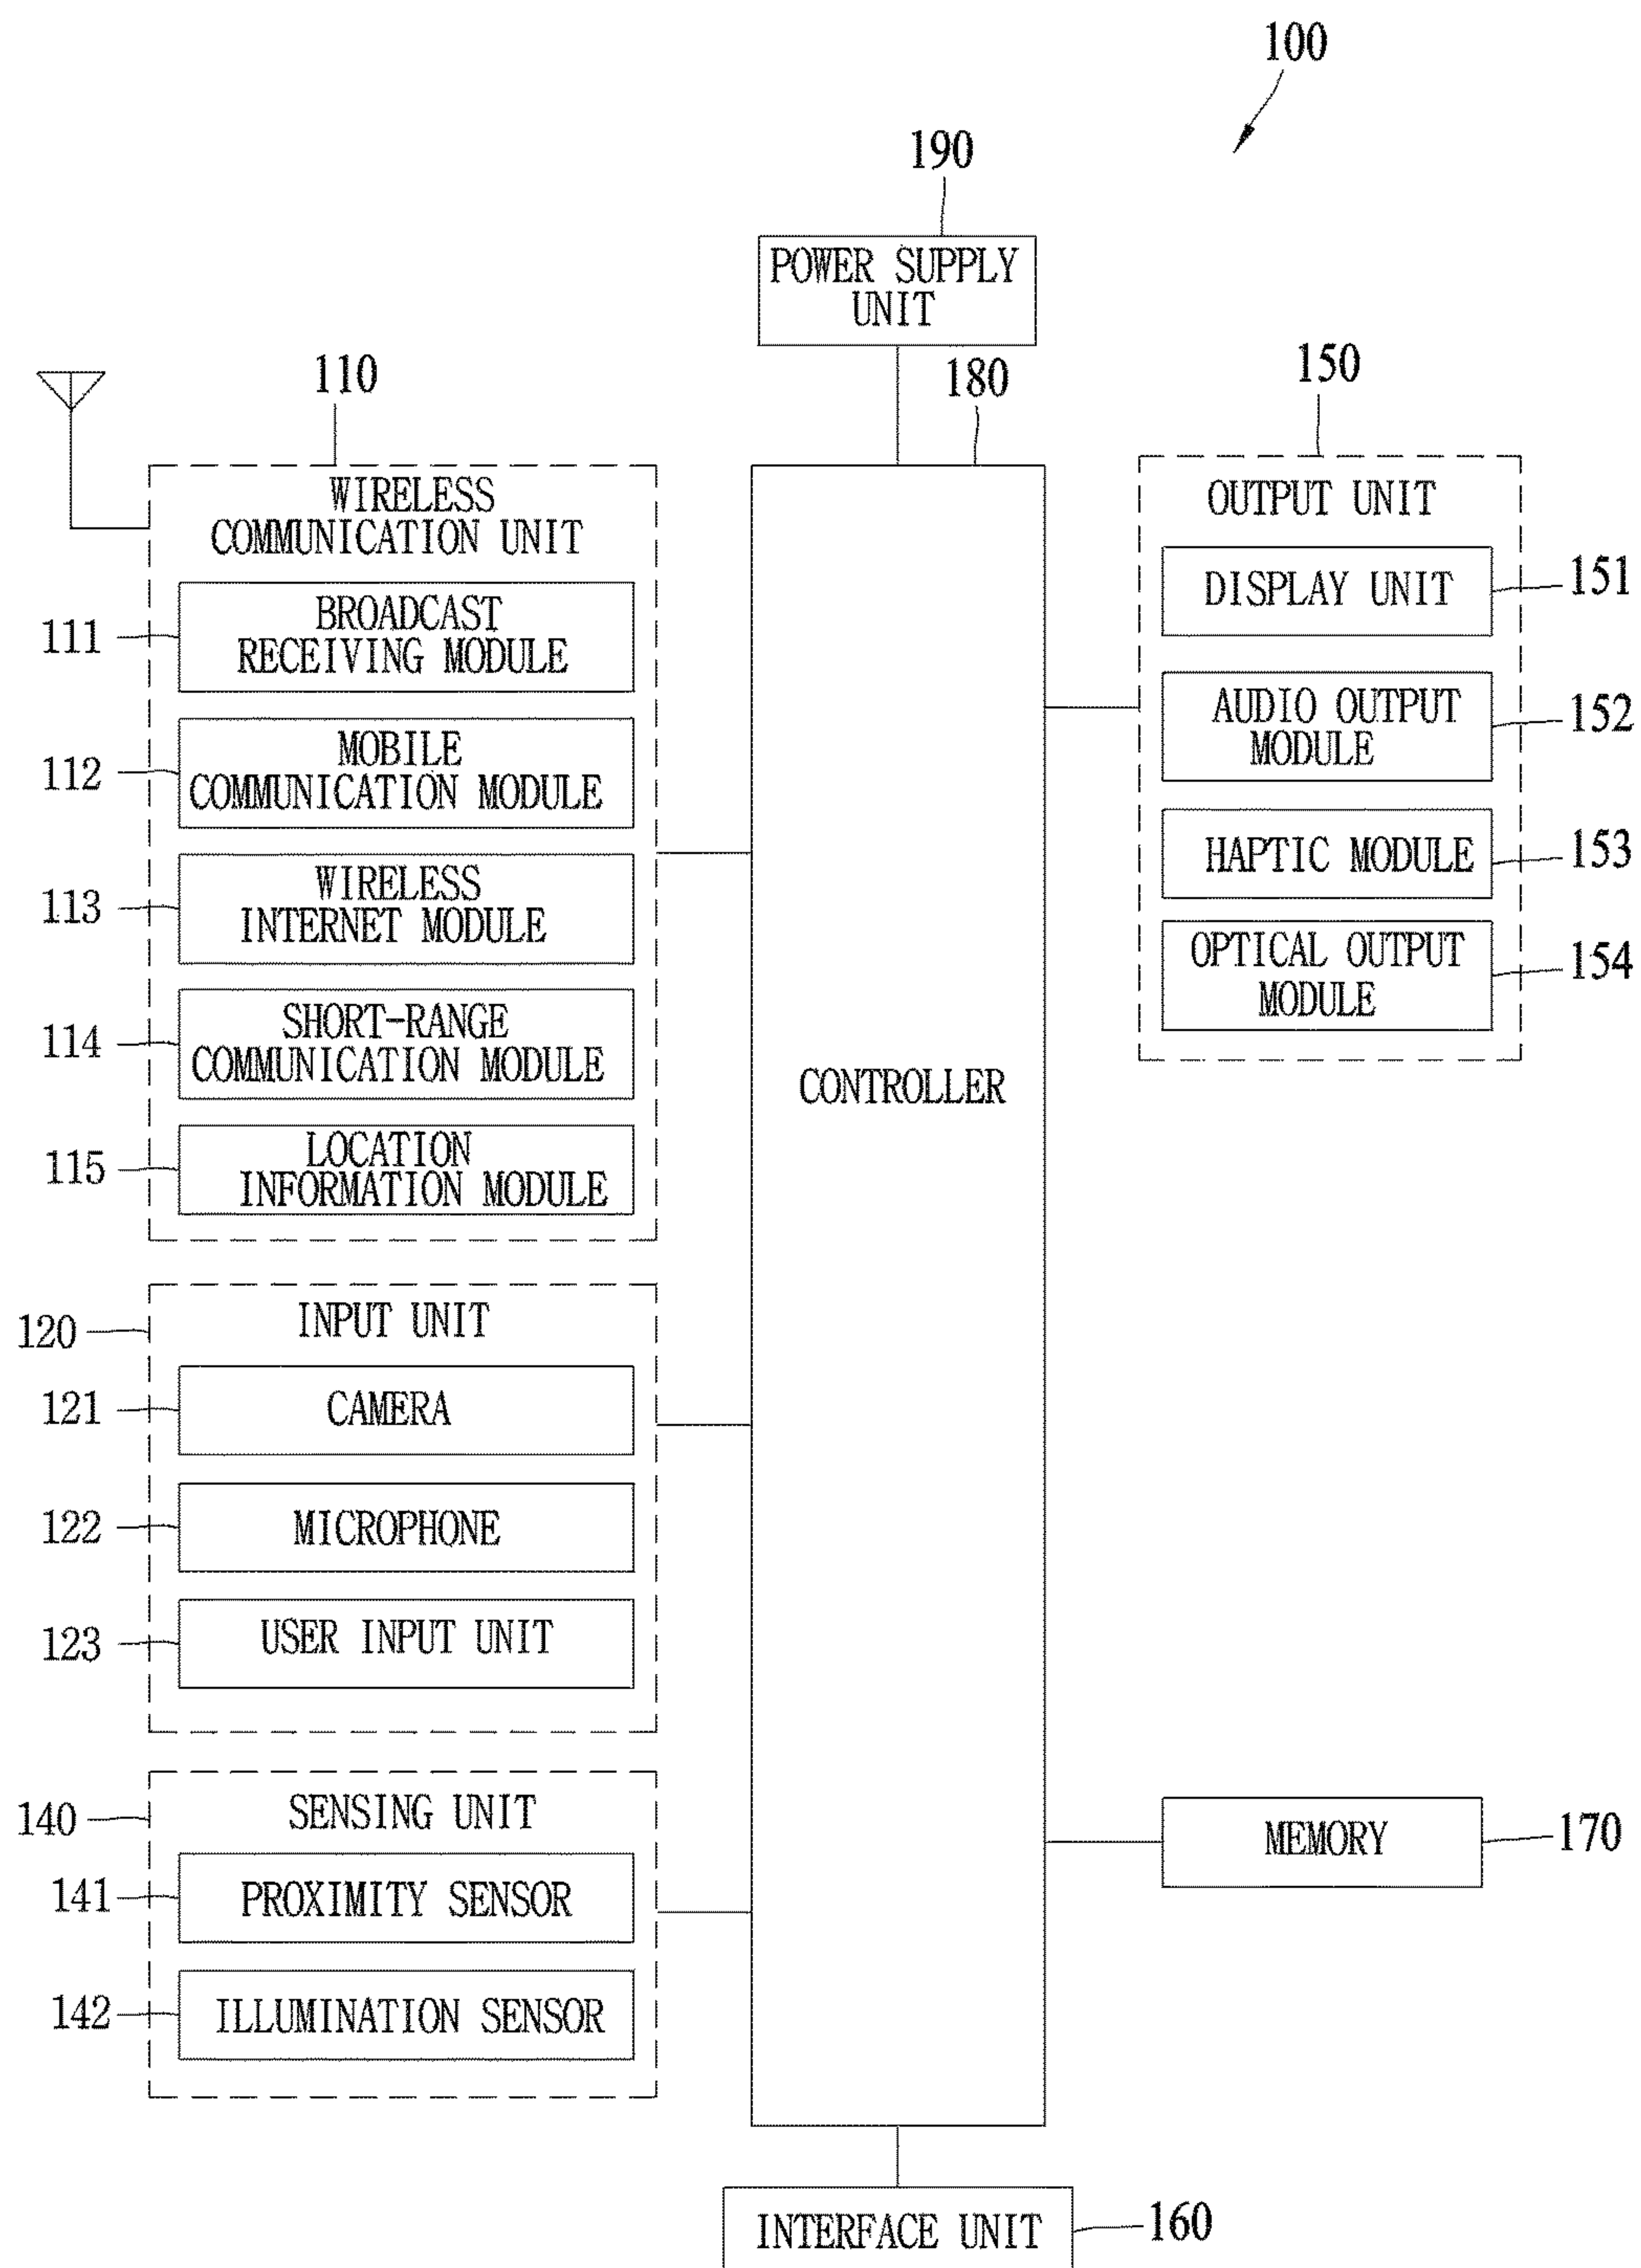 100
190
POWER SUPPLY
UNIT
110
180
150
WIRELESS
COMMUNICATION UNIT
111
BROADCAST
RECEIVING MODULE
112
MOBILE
COMMUNICATION MODULE
113
WIRELESS
INTERNET MODULE
114
SHORT-RANGE
COMMUNICATION MODULE
115
LOCATION
INFORMATION MODULE
120
INPUT UNIT
121
CAMERA
122
MICROPHONE
123
USER INPUT UNIT
140
SENSING UNIT
141
PROXIMITY SENSOR
142
ILLUMINATION SENSOR
CONTROLLER
OUTPUT UNIT
DISPLAY UNIT
151
AUDIO OUTPUT
MODULE
152
HAPTIC MODULE
153
OPTICAL OUTPUT
MODULE
154
MEMORY
170
INTERFACE UNIT
160